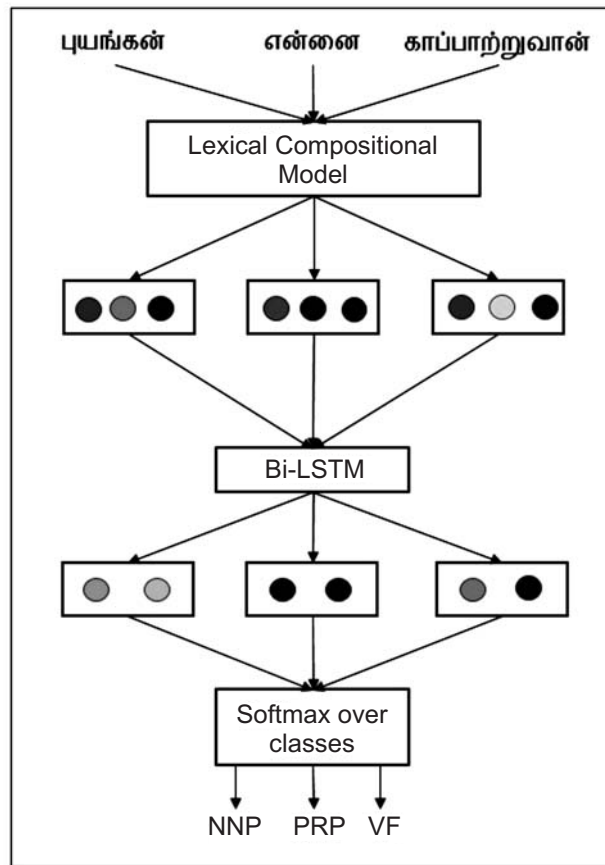 புயங்கன் என்னை காப்பாற்றுவான்
Lexical Compositional
Model
Bi-LSTM
Softmax over
classes
NNP PRP VF